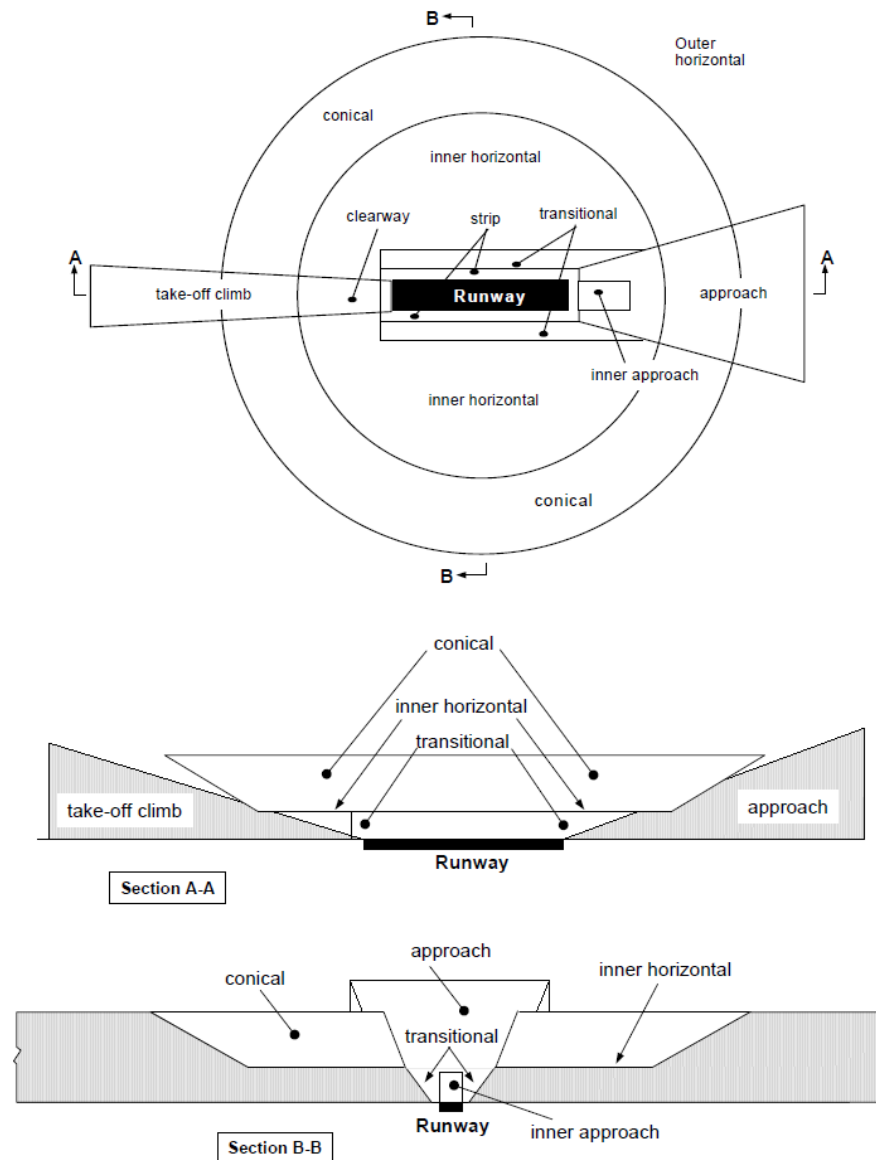 B
Outer
horizontal
conical
inner horizontal
clearway
strip
transitional
A
A
take-off climb
Runway
approach
inner approach
inner horizontal
conical
B
conical
inner horizontal
transitional
take-off climb
approach
Runway
Section A-A
approach
conical
inner horizontal
transitional
Runway
inner approach
Section B-B